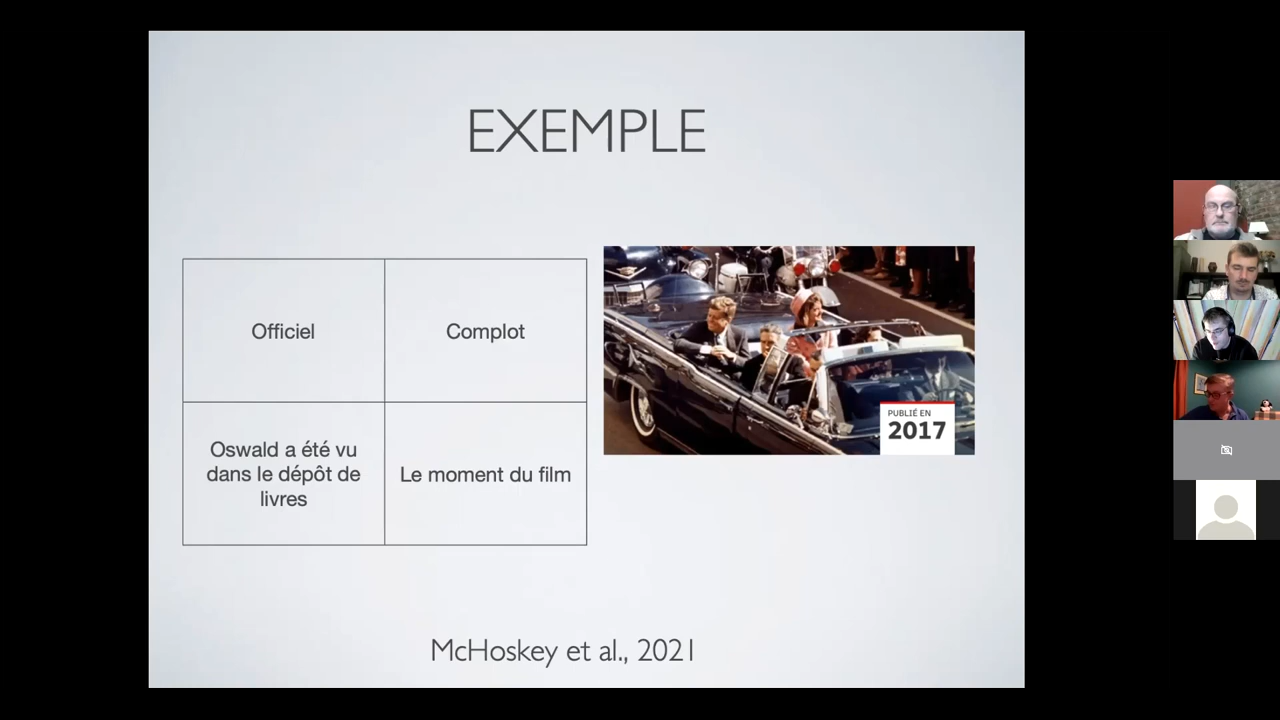 EXEMPLE
Officiel
Complot
Oswald a été vu
dans le dépôt de
livres
Le moment du film
PUBLIÉ EN
2017
McHoskey et al., 2021